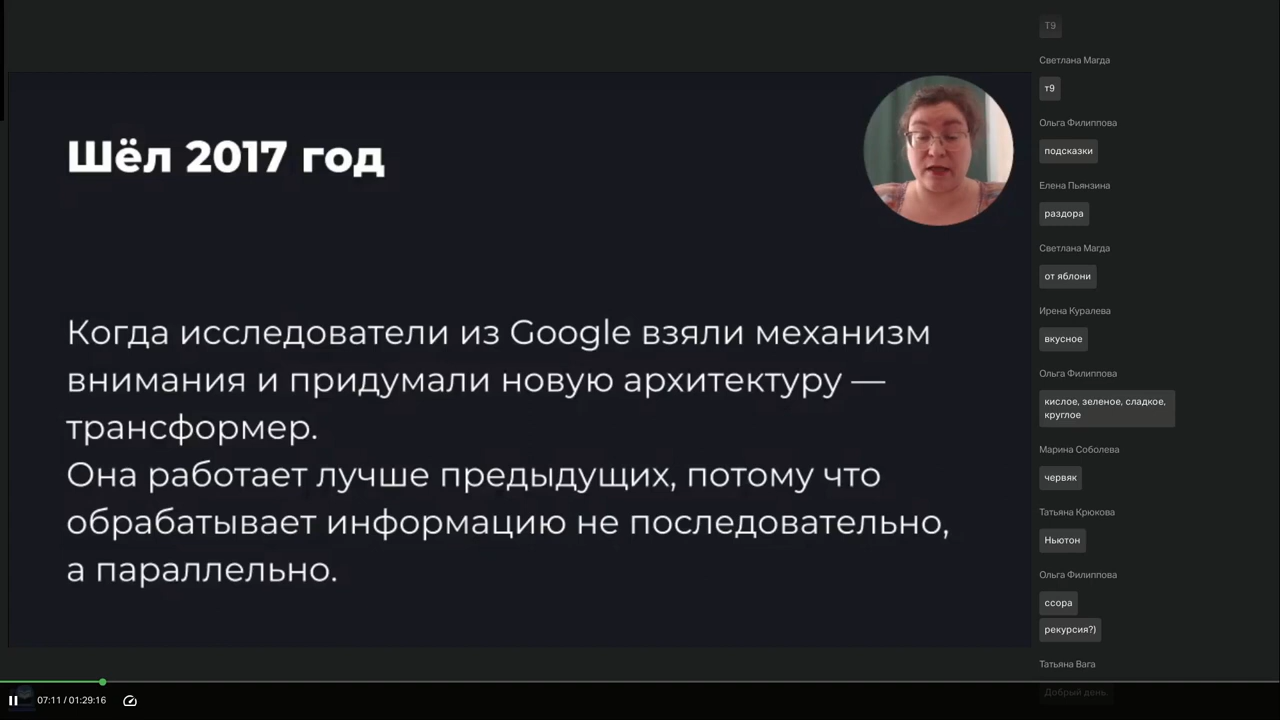 Шёл 2017 год
Когда исследователи из Google взяли механизм
внимания и придумали новую архитектуру —
трансформер.
Она работает лучше предыдущих, потому что
обрабатывает информацию не последовательно,
а параллельно.
Т9
Светлана Магда
т9
Ольга Филиппова
подсказки
Елена Пьянзина
раздора
Светлана Магда
от яблони
Ирена Куралева
вкусное
Ольга Филиппова
кислое, зеленое, сладкое,
круглое
Марина Соболева
червяк
Татьяна Крюкова
Ньютон
Ольга Филиппова
ссора
рекурсия?)
Татьяна Вага
Добрый день.
07:11 / 01:29:16